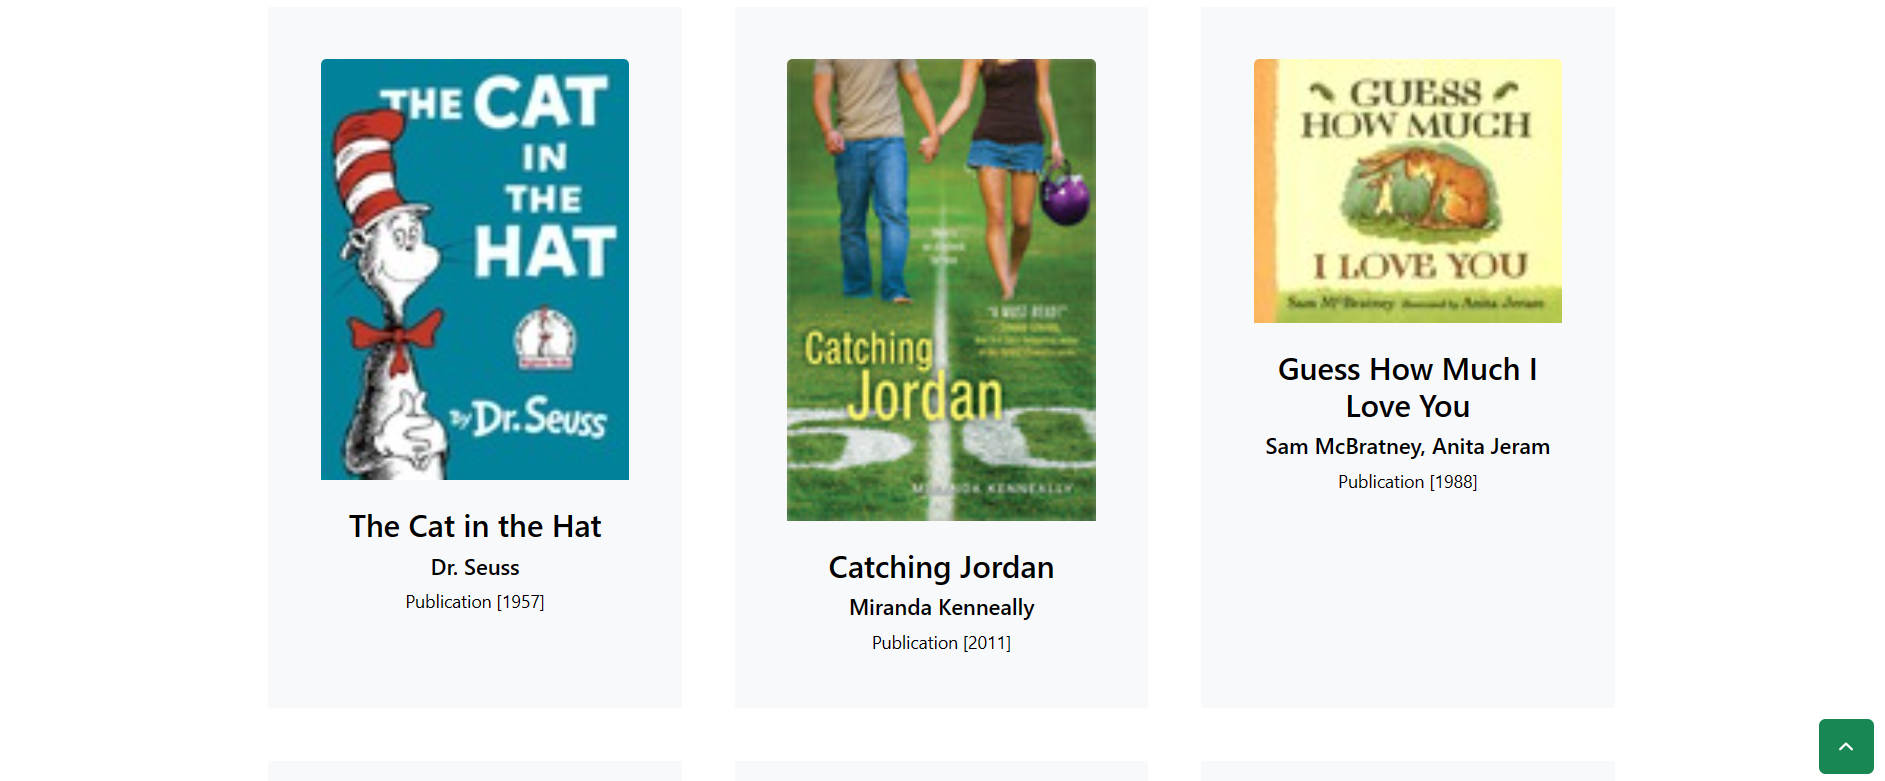 THE CAT
IN
THE
HAT
By Dr. Seuss
The Cat in the Hat
Dr. Seuss
Publication [1957]
"A MUST-READ!"
Catching
Jordan
MIRANDA KENNEALLY
Catching Jordan
Miranda Kenneally
Publication [2011]
GUESS
HOW MUCH
I LOVE YOU
Sam McBratney illustrated by Anita Jeram
Guess How Much I
Love You
Sam McBratney, Anita Jeram
Publication [1988]